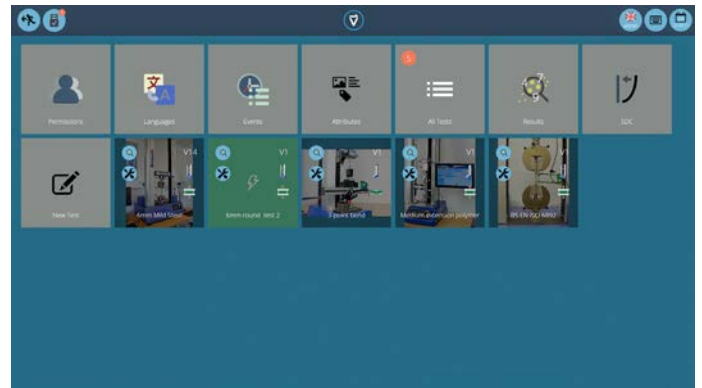 Permissions
Languages
Events
Attributes
5
All Tests
Results
SDC
New Test
V14
4mm Mild Steel
V1
6mm round test 2
V1
3 point bend
V1
Medium extension polymer
V1
BS EN ISO 6892